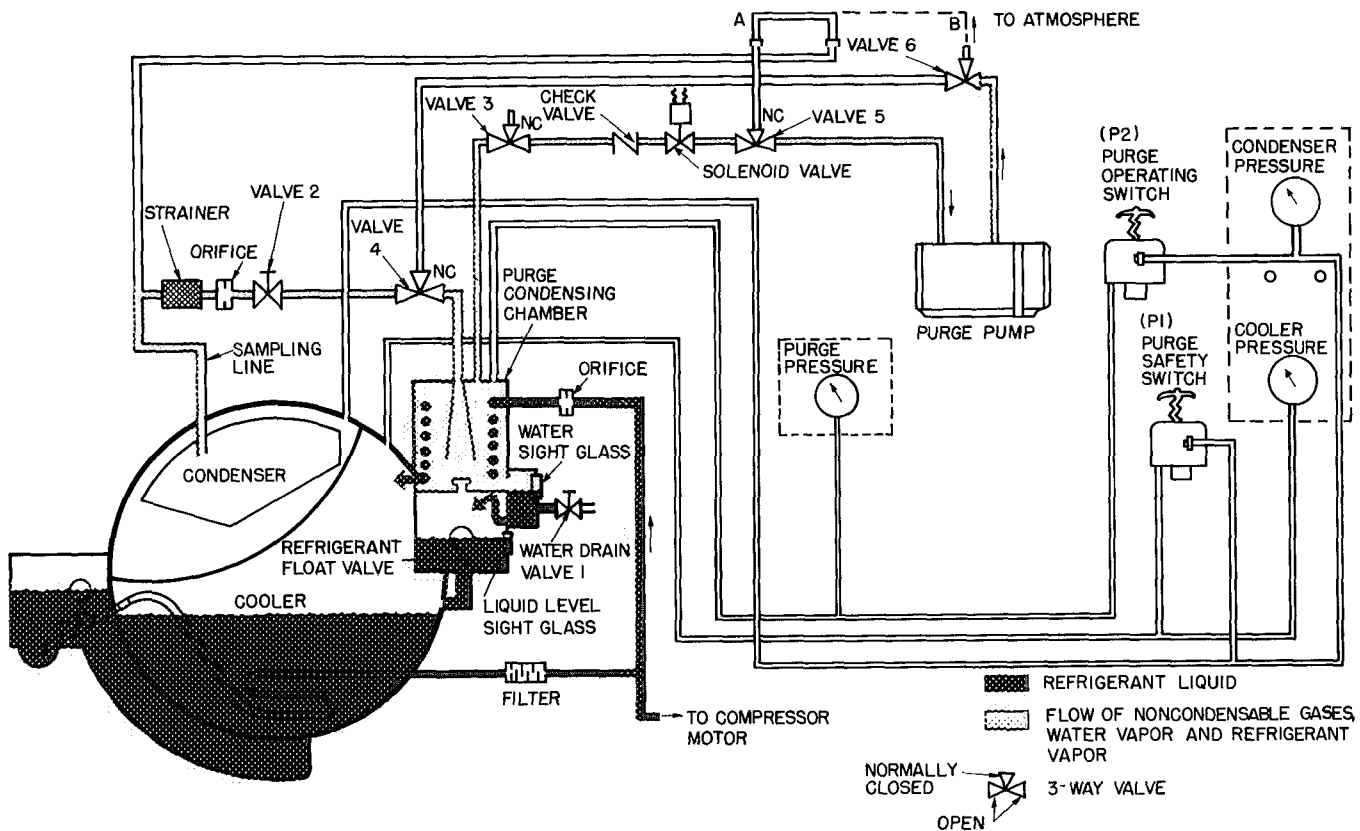 A
B
TO ATMOSPHERE
VALVE 6
VALVE 3
NC
CHECK
VALVE
NC
VALVE 5
SOLENOID VALVE
(P2)
PURGE
OPERATING
SWITCH
CONDENSER
PRESSURE
STRAINER
VALVE 2
ORIFICE
VALVE
4
NC
PURGE
CONDENSING
CHAMBER
PURGE PUMP
(P1)
PURGE
SAFETY
SWITCH
COOLER
PRESSURE
SAMPLING
LINE
ORIFICE
PURGE
PRESSURE
WATER
SIGHT GLASS
CONDENSER
REFRIGERANT
FLOAT VALVE
WATER DRAIN
VALVE 1
COOLER
LIQUID LEVEL
SIGHT GLASS
FILTER
TO COMPRESSOR
MOTOR
REFRIGERANT LIQUID
FLOW OF NONCONDENSABLE GASES,
WATER VAPOR AND REFRIGERANT
VAPOR
NORMALLY
CLOSED
3-WAY VALVE
OPEN